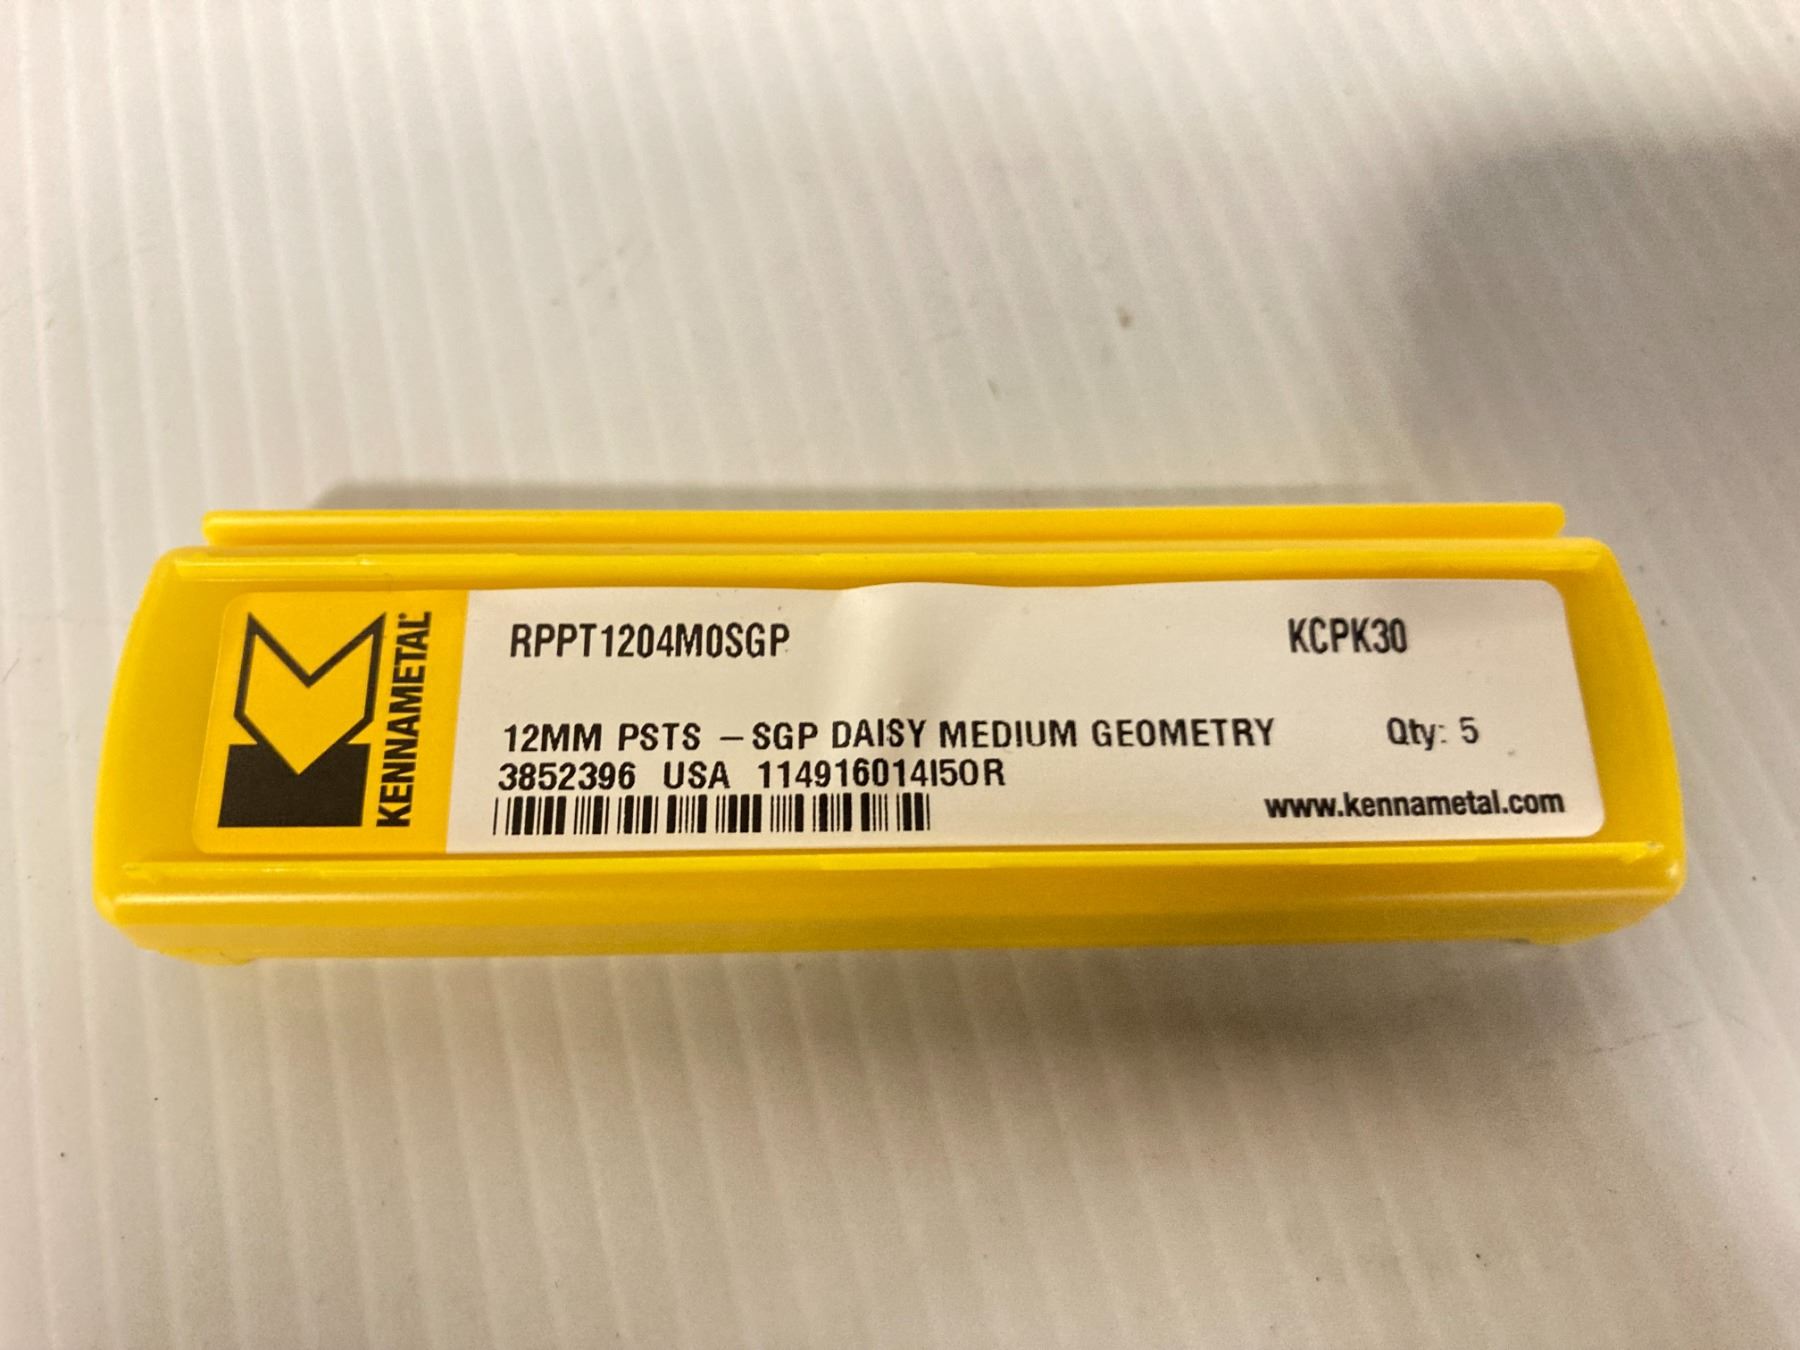 KENNAMETAL®
RPPT1204M0SGP KCPK30
12MM PSTS –SGP DAISY MEDIUM GEOMETRY Qty: 5
3852396 USA 114916014I50R
www.kennametal.com